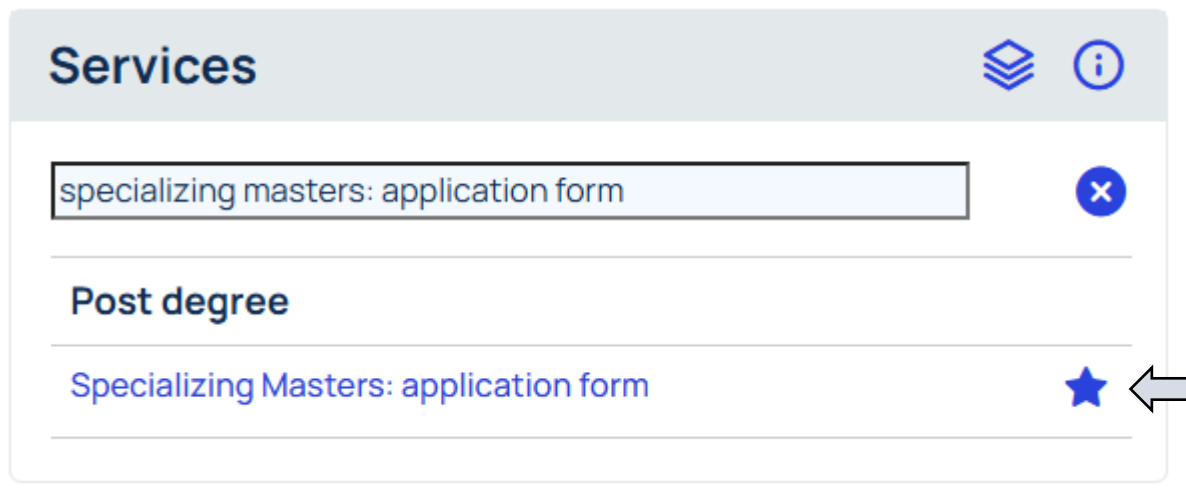 Services
specializing masters: application form
Post degree
Specializing Masters: application form